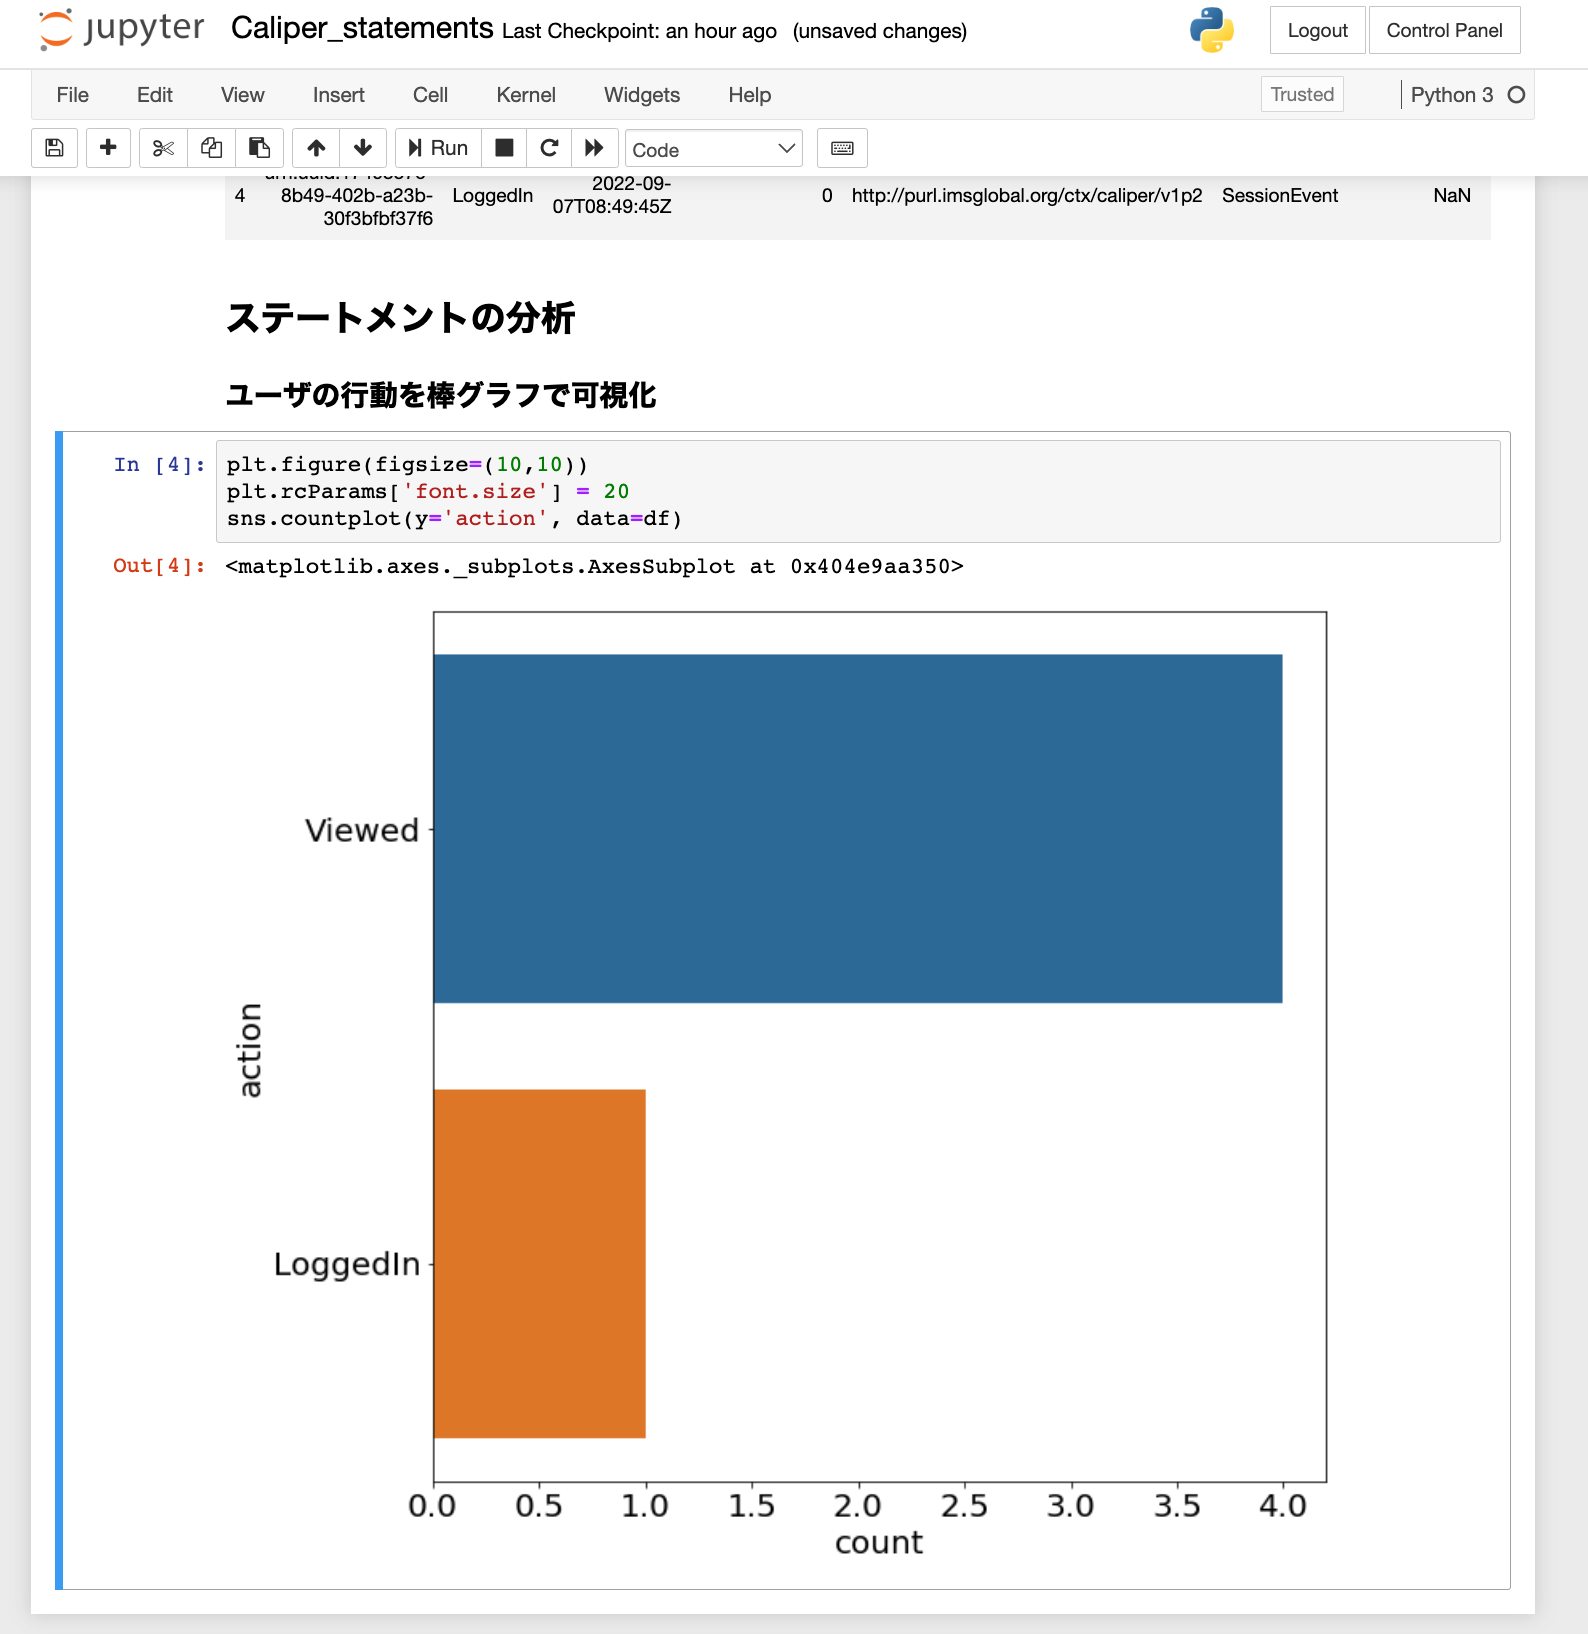 jupyter Caliper_statements Last Checkpoint: an hour ago (unsaved changes) Logout Control Panel
File Edit View Insert Cell Kernel Widgets Help Trusted Python 3
Run Code
4 8b49-402b-a23b-30f3bfbf37f6 LoggedIn 2022-09-07T08:49:45Z 0 http://purl.imsglobal.org/ctx/caliper/v1p2 SessionEvent NaN
ステートメントの分析
ユーザの行動を棒グラフで可視化
In [4]: plt.figure(figsize=(10,10))
plt.rcParams['font.size'] = 20
sns.countplot(y='action', data=df)
Out[4]: <matplotlib.axes._subplots.AxesSubplot at 0x404e9aa350>
Viewed
action
LoggedIn
0.0 0.5 1.0 1.5 2.0 2.5 3.0 3.5 4.0
count